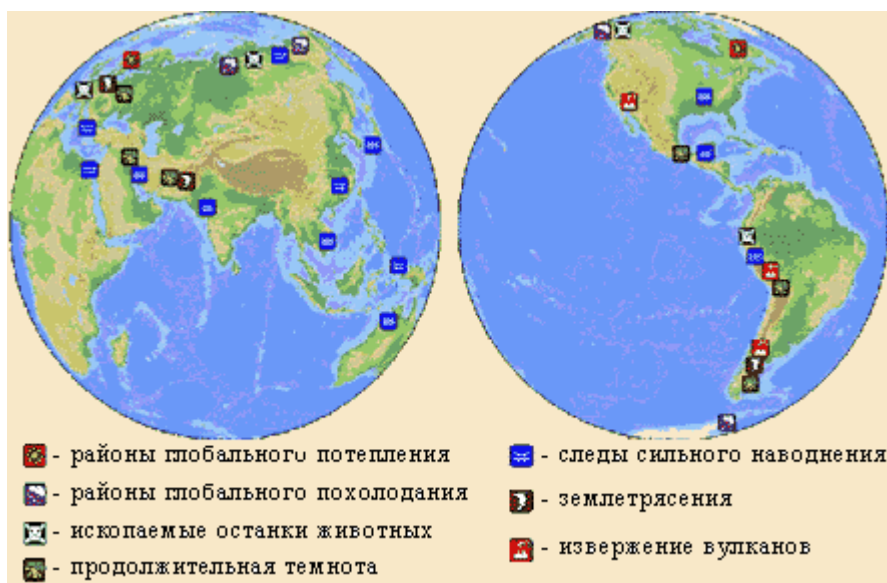 - районы глобального потепления
- районы глобального похолодания
- ископаемые останки животных
- продолжительная темнота
- следы сильного наводнения
- землетрясения
- извержение вулканов